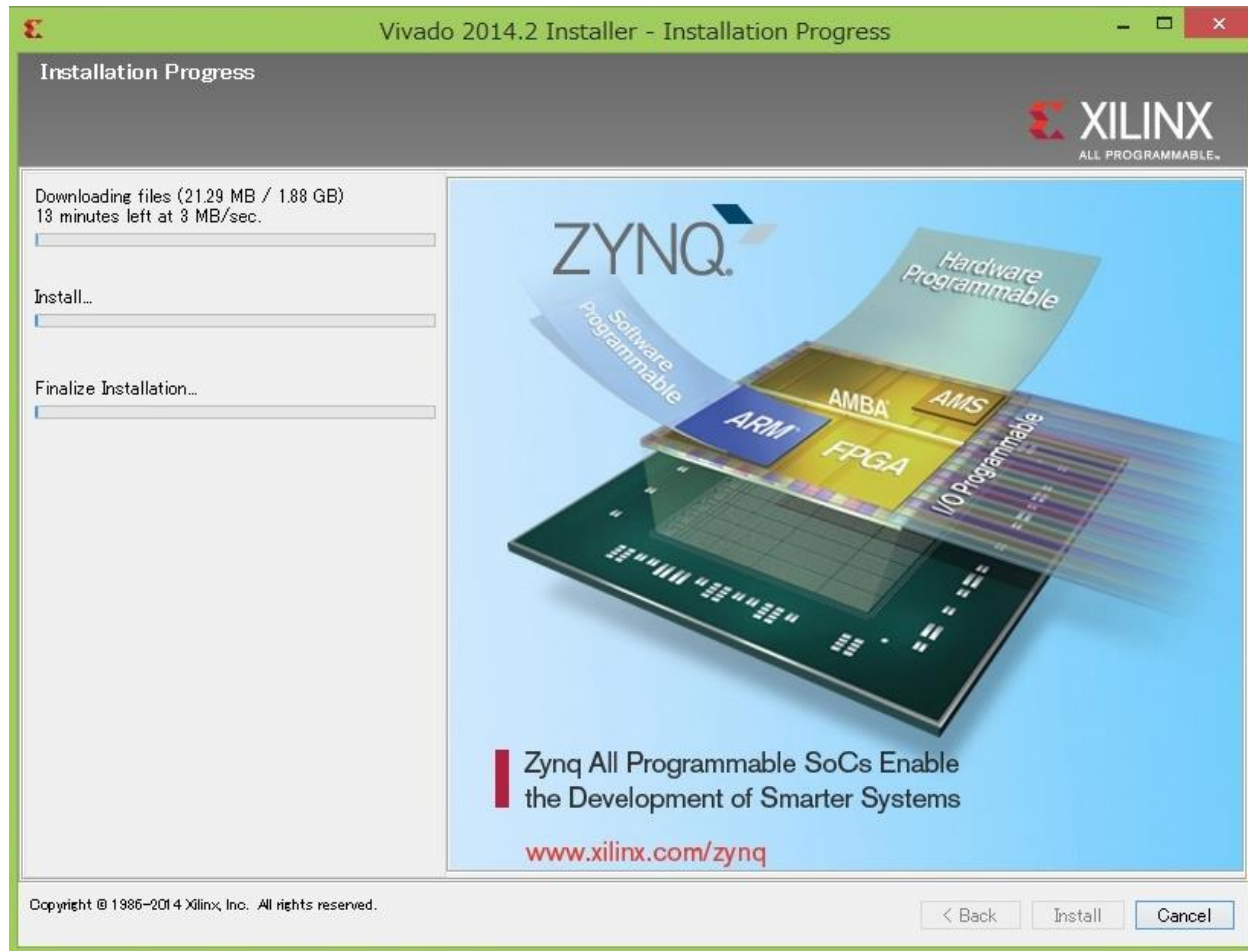 Vivado 2014.2 Installer - Installation Progress
Installation Progress
XILINX
ALL PROGRAMMABLE™
Downloading files (21.29 MB / 1.88 GB)
13 minutes left at 3 MB/sec.
Install...
Finalize Installation...
ZYNQ®
Hardware
Programmable
Software
Programmable
AMBA®
AMS
ARM®
FPGA
I/O Programmable
Zynq All Programmable SoCs Enable
the Development of Smarter Systems
www.xilinx.com/zynq
Copyright © 1986-2014 Xilinx, Inc. All rights reserved.
< Back
Install
Cancel